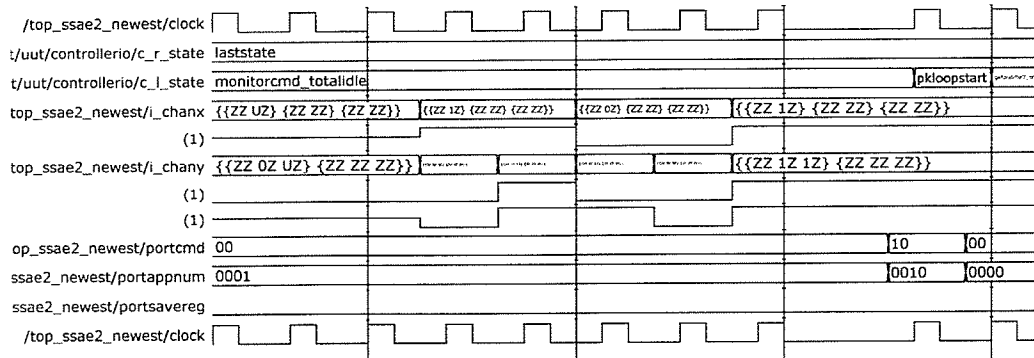 /top_ssae2_newest/clock
t/uut/controllerio/c_r_state laststate
t/uut/controllerio/c_l_state monitorcmd_totalidle pkloopstart
top_ssae2_newest/i_chanx {{ZZ UZ} {ZZ ZZ} {ZZ ZZ}} {{ZZ 1Z} {ZZ ZZ} {ZZ ZZ}} {{ZZ 0Z} {ZZ ZZ} {ZZ ZZ}} {{ZZ 1Z} {ZZ ZZ} {ZZ ZZ}}
(1)
top_ssae2_newest/i_chany {{ZZ 0Z UZ} {ZZ ZZ ZZ}} {{ZZ 1Z 1Z} {ZZ ZZ ZZ}}
(1)
(1)
op_ssae2_newest/portcmd 00 10 00
ssae2_newest/portappnum 0001 0010 0000
ssae2_newest/portsavereg
/top_ssae2_newest/clock